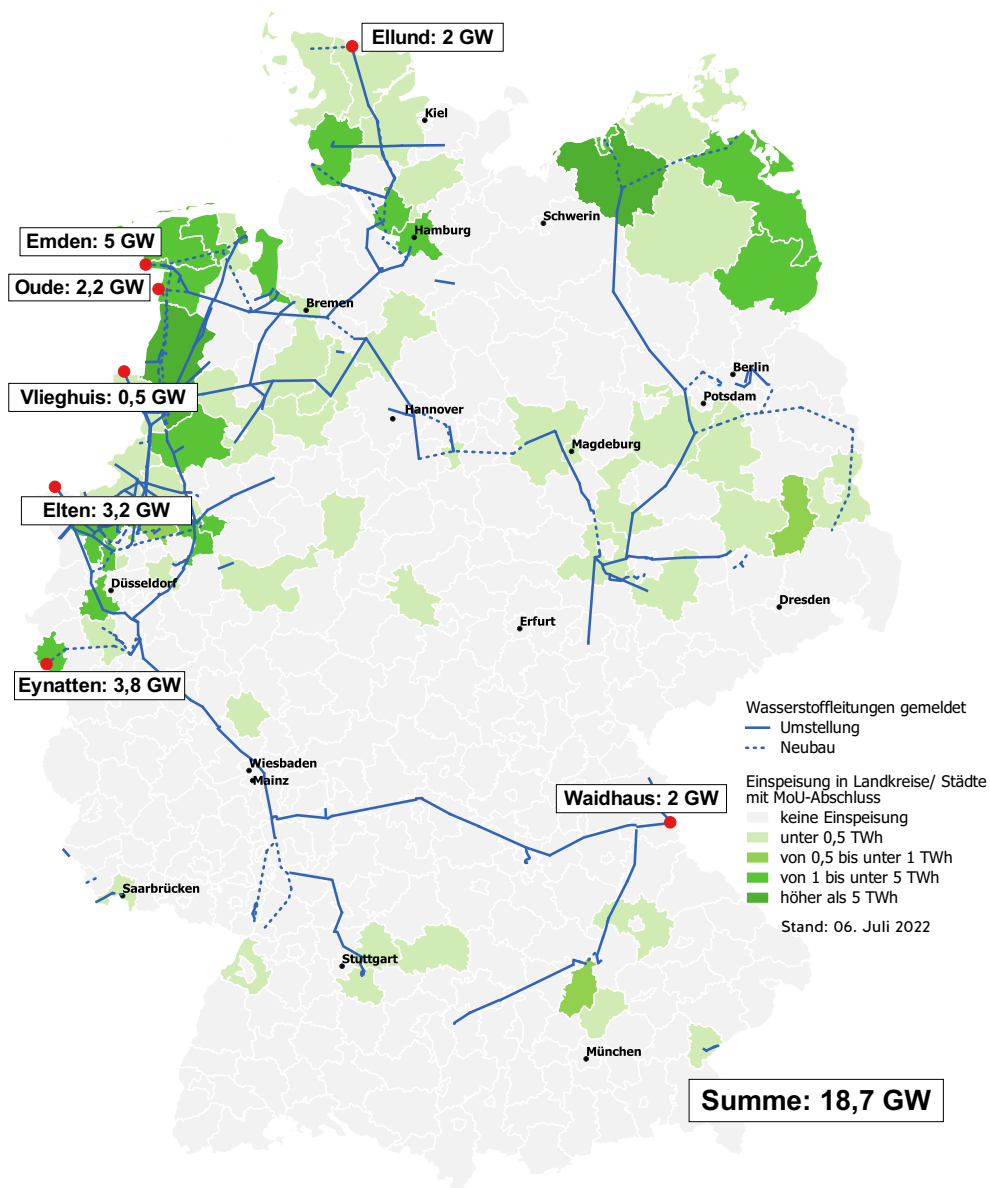 Ellund: 2 GW
Kiel
Schwerin
Hamburg
Emden: 5 GW
Oude: 2,2 GW
Bremen
Vlieghuis: 0,5 GW
Berlin
Potsdam
Hannover
Magdeburg
Elten: 3,2 GW
Düsseldorf
Dresden
Erfurt
Eynatten: 3,8 GW
Wasserstoffleitungen gemeldet
Umstellung
Neubau
Wiesbaden
Mainz
Waidhaus: 2 GW
Einspeisung in Landkreise/ Städte
mit MoU-Abschluss
keine Einspeisung
unter 0,5 TWh
von 0,5 bis unter 1 TWh
von 1 bis unter 5 TWh
höher als 5 TWh
Stand: 06. Juli 2022
Saarbrücken
Stuttgart
München
Summe: 18,7 GW